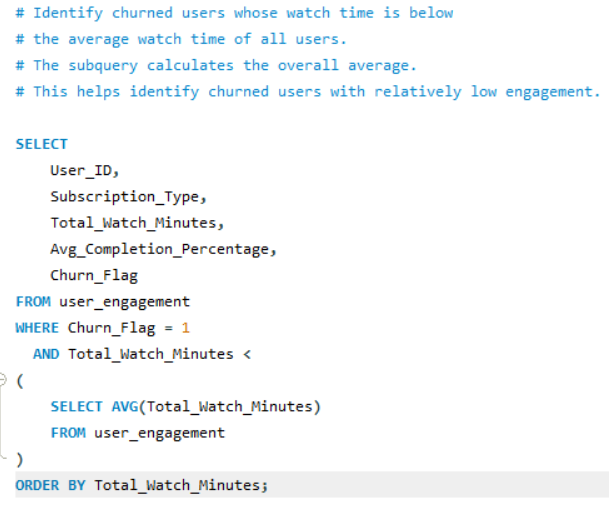 # Identify churned users whose watch time is below
# the average watch time of all users.
# The subquery calculates the overall average.
# This helps identify churned users with relatively low engagement.
SELECT
User_ID,
Subscription_Type,
Total_Watch_Minutes,
Avg_Completion_Percentage,
Churn_Flag
FROM user_engagement
WHERE Churn_Flag = 1
AND Total_Watch_Minutes <
(
SELECT AVG(Total_Watch_Minutes)
FROM user_engagement
)
ORDER BY Total_Watch_Minutes;